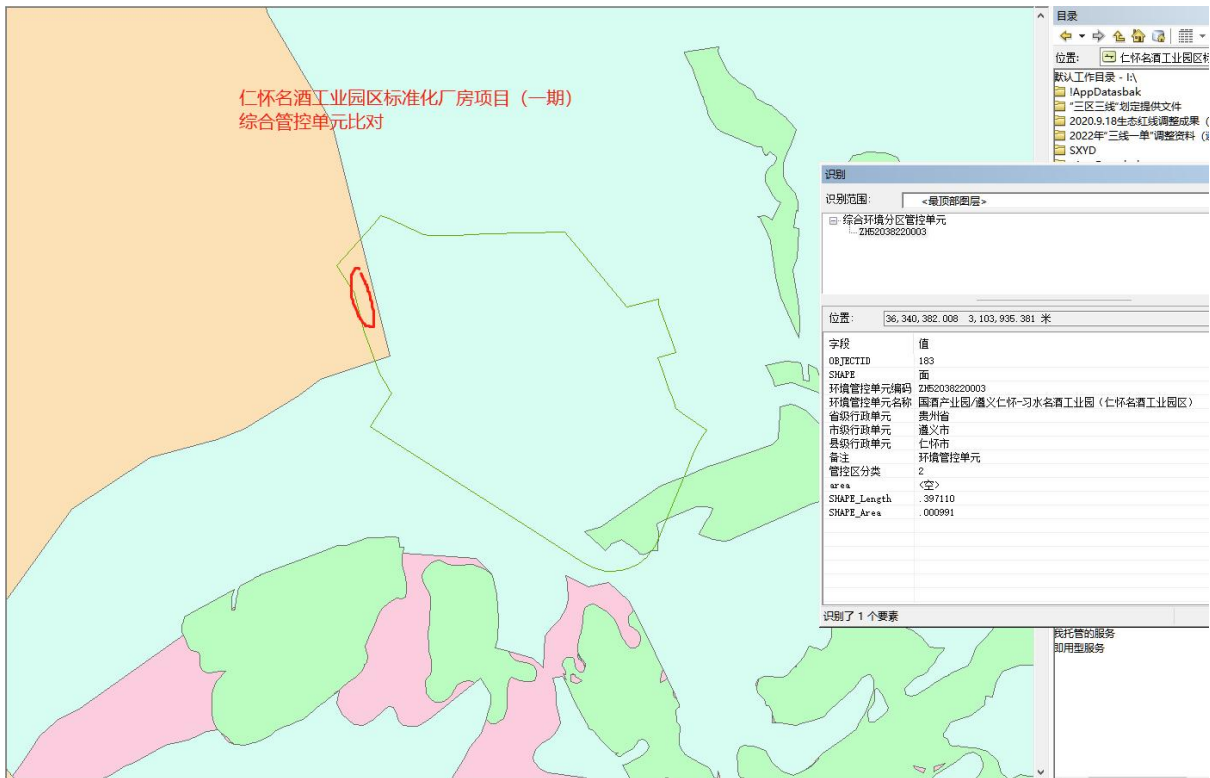 仁怀名酒工业园区标准化厂房项目（一期）
综合管控单元比对
目录
位置:
仁怀名酒工业园区标
默认工作目录 - I:\
!AppDatasbak
"三区三线"划定提供文件
2020.9.18生态红线调整成果（
2022年"三线一单"调整资料（
SXYD
识别
识别范围: <最顶部图层>
综合环境分区管控单元
ZH52038220003
位置: 36,340,382.008 3,103,935.381 米
字段 值
OBJECTID 183
SHAPE 面
环境管控单元编码 ZH52038220003
环境管控单元名称 国酒产业园/遵义仁怀-习水名酒工业园（仁怀名酒工业园区）
省级行政单元 贵州省
市级行政单元 遵义市
县级行政单元 仁怀市
备注 环境管控单元
管控区分类 2
area <空>
SHAPE_Length .397110
SHAPE_Area .000991
识别了 1 个要素
我托管的服务
即用型服务